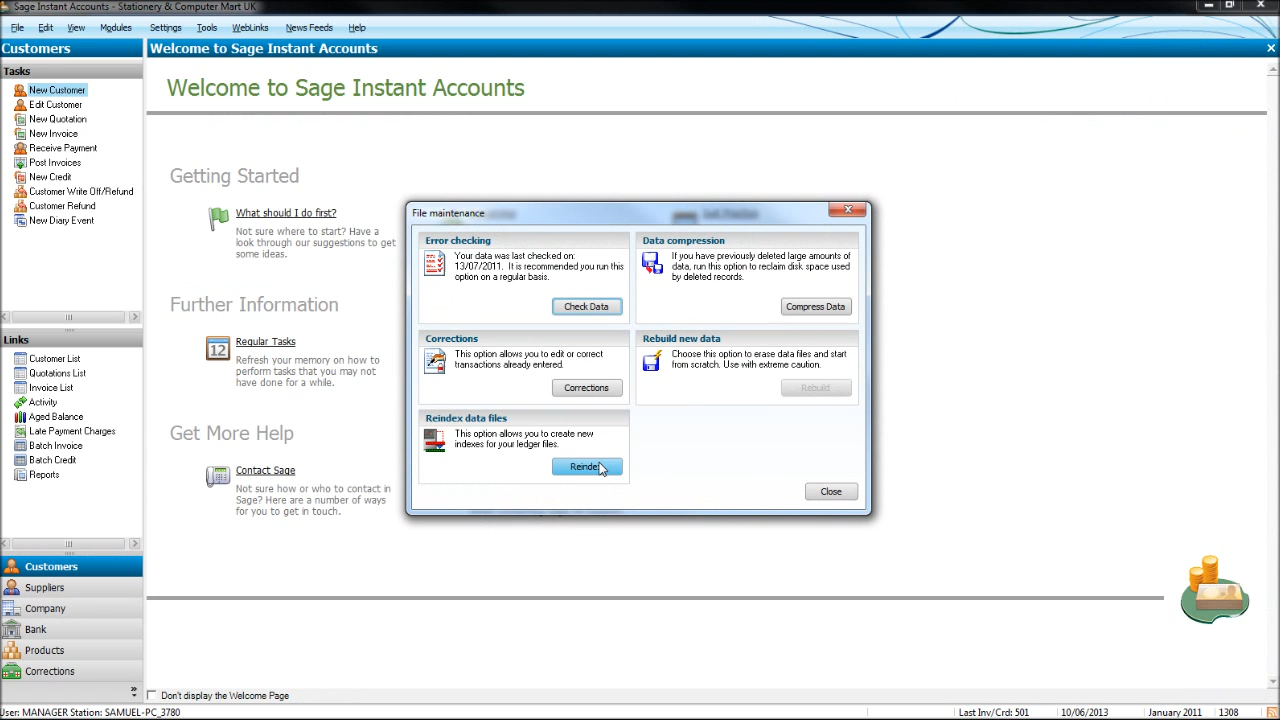 Sage Instant Accounts - Stationery & Computer Mart UK
File Edit View Modules Settings Tools WebLinks News Feeds Help
Customers
Welcome to Sage Instant Accounts
Tasks
New Customer
Edit Customer
New Quotation
New Invoice
Receive Payment
Post Invoices
New Credit
Customer Write Off/Refund
Customer Refund
New Diary Event
Links
Customer List
Quotations List
Invoice List
Activity
Aged Balance
Late Payment Charges
Batch Invoice
Batch Credit
Reports
Customers
Suppliers
Company
Bank
Products
Corrections
Welcome to Sage Instant Accounts
Getting Started
What should I do first?
Not sure where to start? Have a
look through our suggestions to get
some ideas.
Further Information
Regular Tasks
Refresh your memory on how to
perform tasks that you may not
have done for a while.
Get More Help
Contact Sage
Not sure how or who to contact in
Sage? Here are a number of ways
for you to get in touch.
File maintenance
Error checking
Your data was last checked on:
13/07/2011. It is recommended you run this
option on a regular basis.
Check Data
Data compression
If you have previously deleted large amounts of
data, run this option to reclaim disk space used
by deleted records.
Compress Data
Corrections
This option allows you to edit or correct
transactions already entered.
Corrections
Rebuild new data
Choose this option to erase data files and start
from scratch. Use with extreme caution.
Rebuild
Reindex data files
This option allows you to create new
indexes for your ledger files.
Reindex
Close
Don't display the Welcome Page
User: MANAGER Station: SAMUEL-PC_3780 Last Inv/Crd: 501 10/06/2013 January 2011 1308